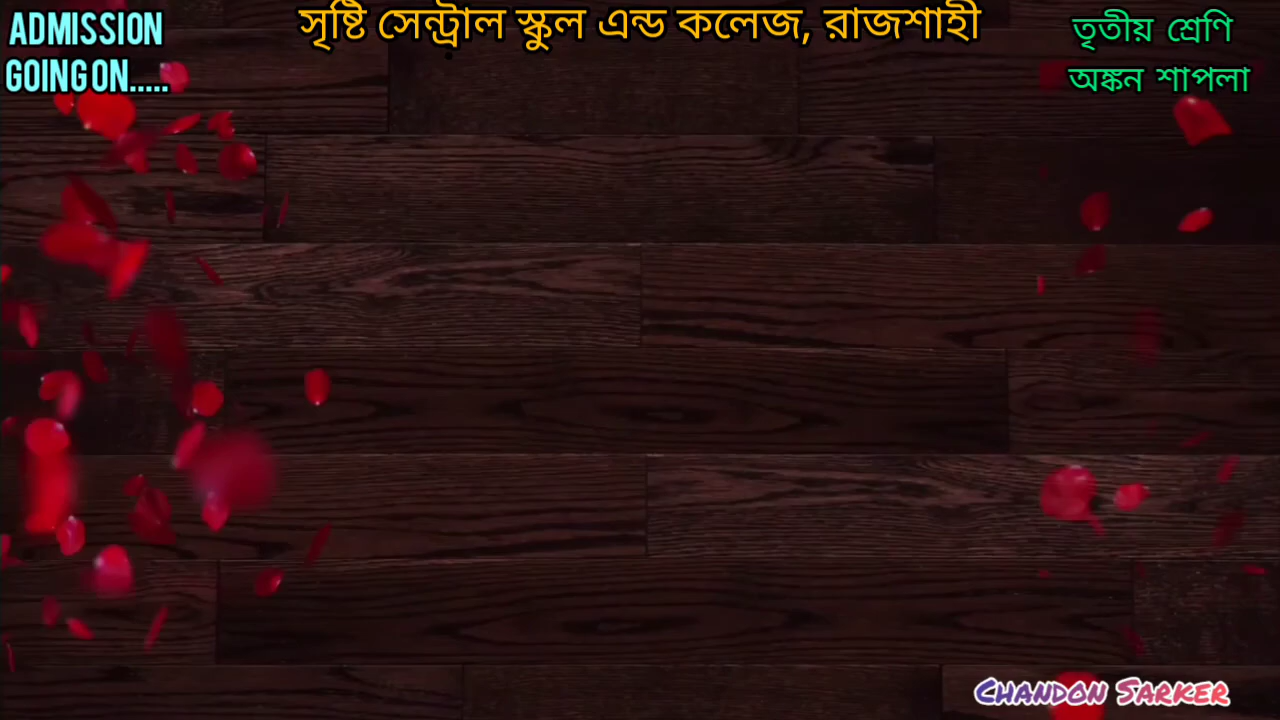 ADMISSION
GOING ON.....
সৃষ্টি সেন্ট্রাল স্কুল এন্ড কলেজ, রাজশাহী
তৃতীয় শ্রেণি
অঙ্কন শাপলা
CHANDON SARKER